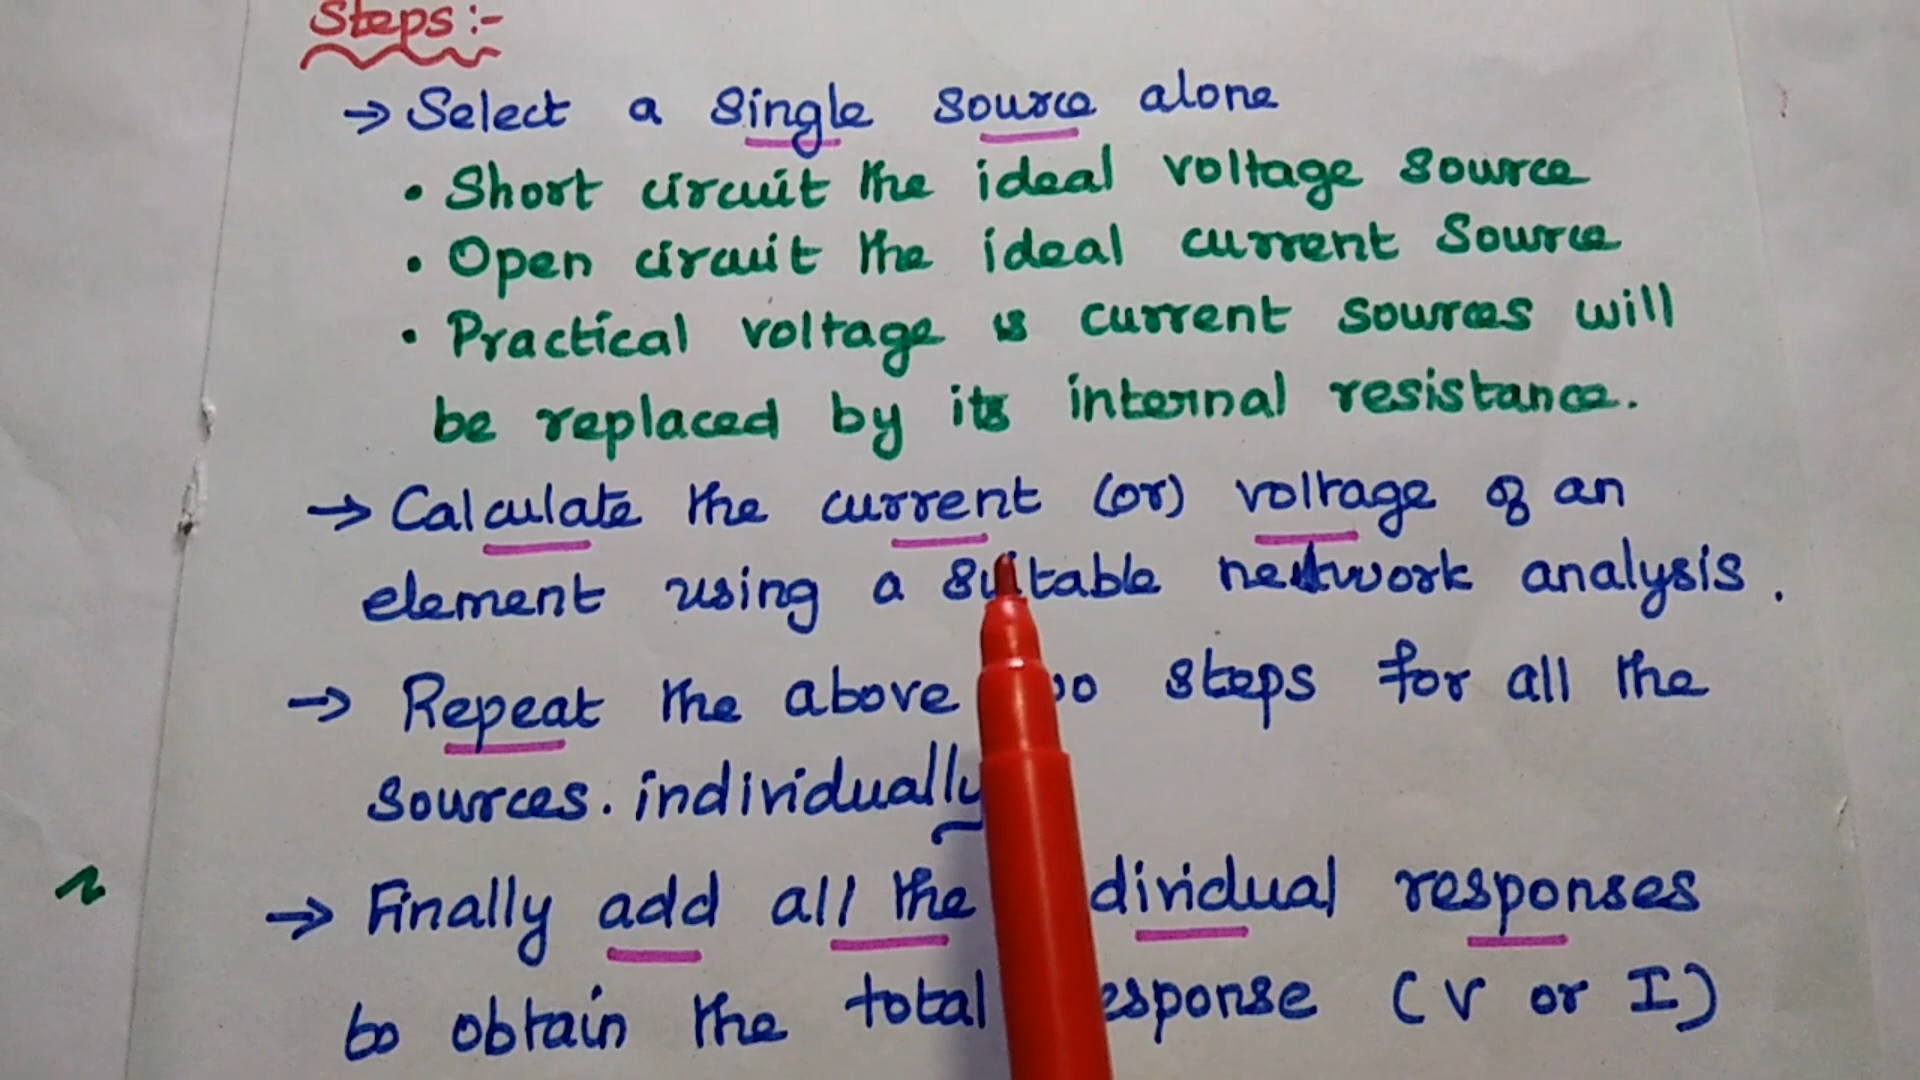 Steps :-
→ Select a single source alone
• Short circuit the ideal voltage source
• Open circuit the ideal current source
• Practical voltage & current sources will
be replaced by its internal resistance.
→ Calculate the current (or) voltage of an
element using a suitable network analysis.
→ Repeat the above steps for all the
sources. individually
→ Finally add all the responses
to obtain the total (V or I)